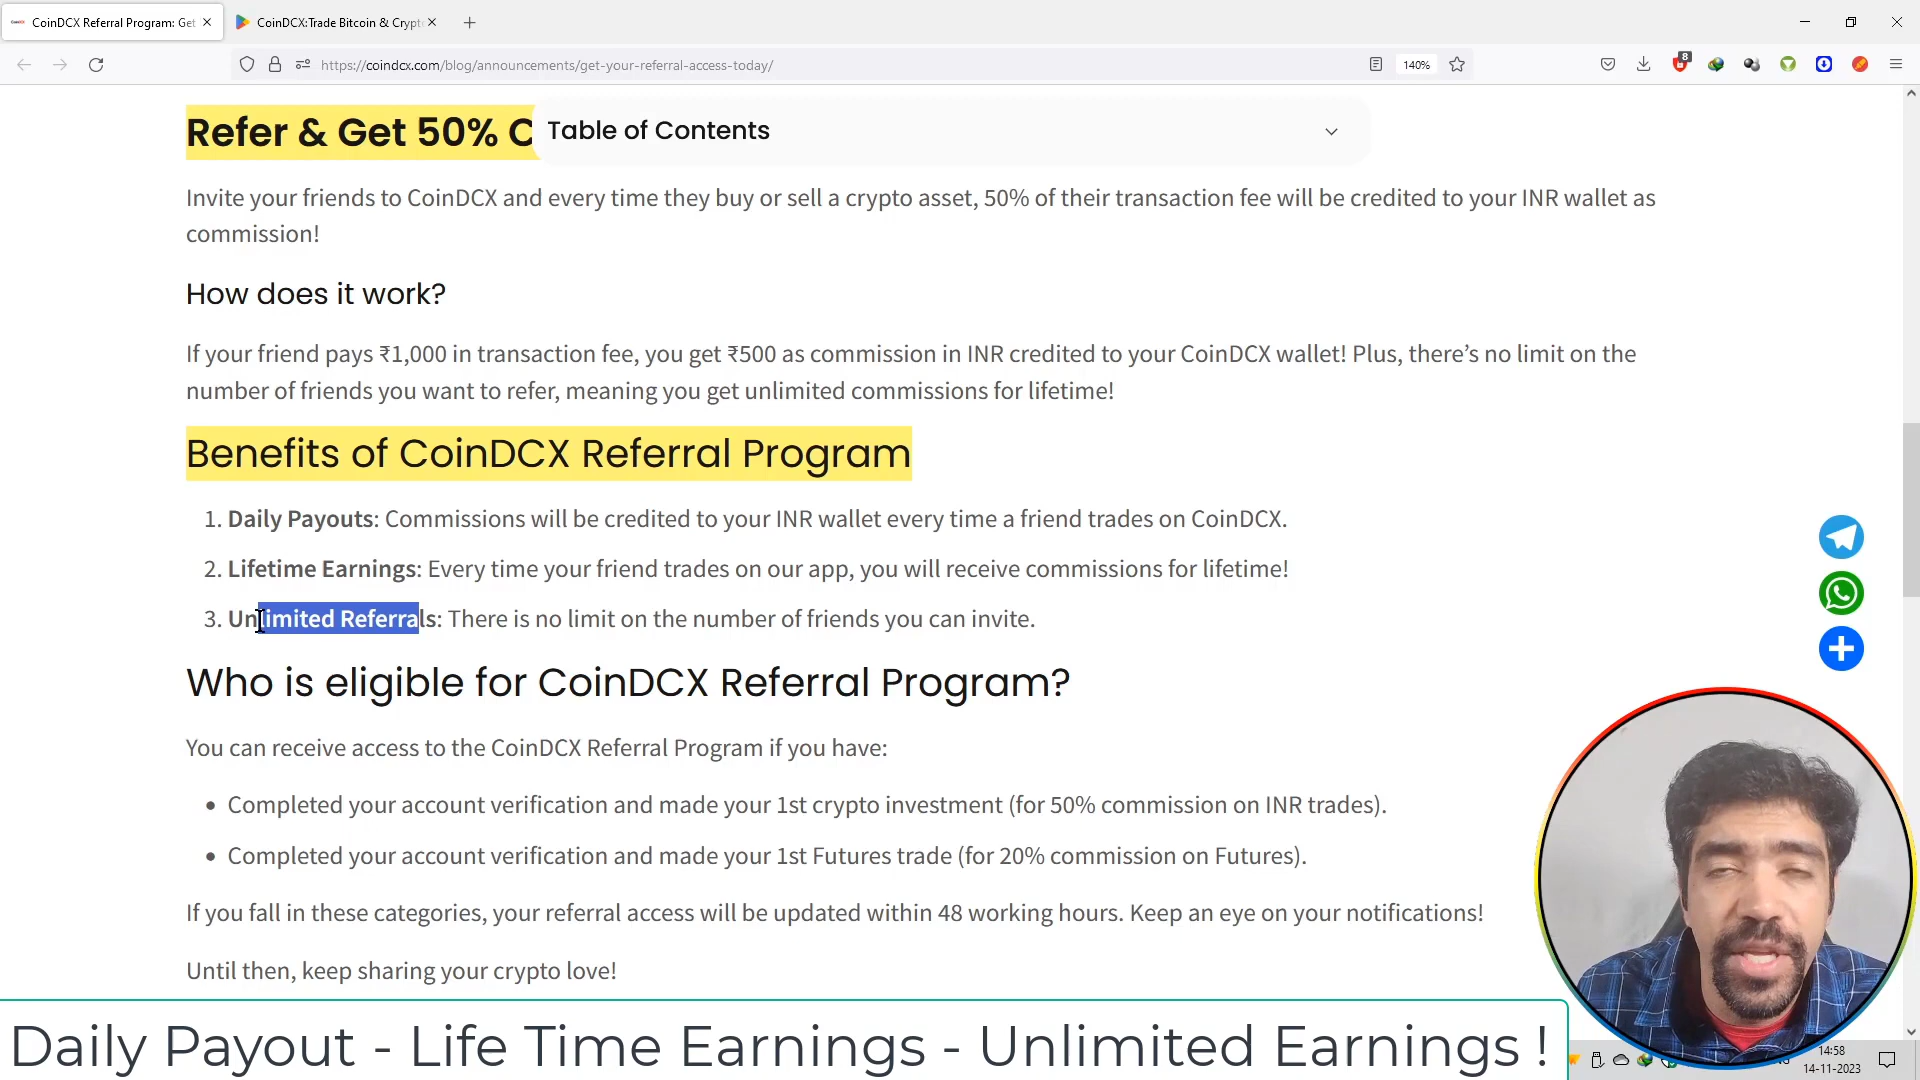 CoinDCX Referral Program: Get
CoinDCX:Trade Bitcoin & Crypt
https://coindcx.com/blog/announcements/get-your-referral-access-today/
140%
8
Refer & Get 50% C
Table of Contents
Invite your friends to CoinDCX and every time they buy or sell a crypto asset, 50% of their transaction fee will be credited to your INR wallet as
commission!
How does it work?
If your friend pays ₹1,000 in transaction fee, you get ₹500 as commission in INR credited to your CoinDCX wallet! Plus, there’s no limit on the
number of friends you want to refer, meaning you get unlimited commissions for lifetime!
Benefits of CoinDCX Referral Program
1. Daily Payouts: Commissions will be credited to your INR wallet every time a friend trades on CoinDCX.
2. Lifetime Earnings: Every time your friend trades on our app, you will receive commissions for lifetime!
3. Unlimited Referrals: There is no limit on the number of friends you can invite.
Who is eligible for CoinDCX Referral Program?
You can receive access to the CoinDCX Referral Program if you have:
• Completed your account verification and made your 1st crypto investment (for 50% commission on INR trades).
• Completed your account verification and made your 1st Futures trade (for 20% commission on Futures).
If you fall in these categories, your referral access will be updated within 48 working hours. Keep an eye on your notifications!
Until then, keep sharing your crypto love!
Daily Payout - Life Time Earnings - Unlimited Earnings !
14:58
14-11-2023